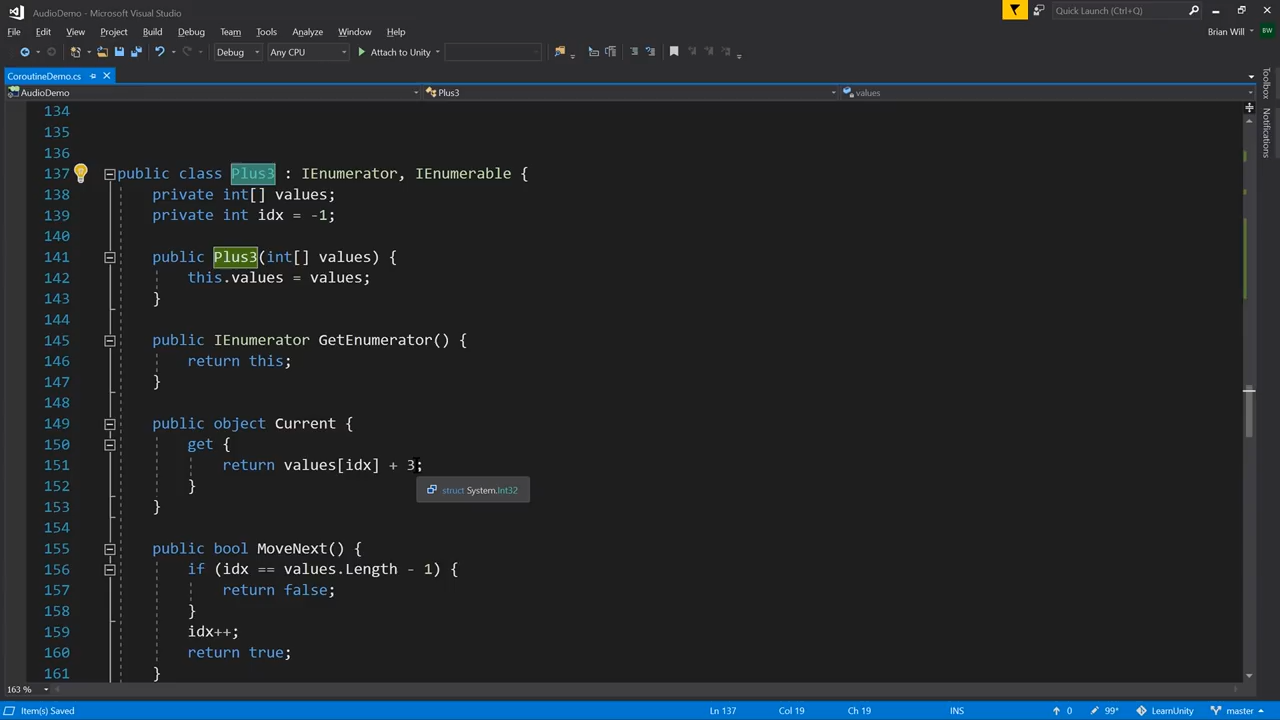 AudioDemo - Microsoft Visual Studio
Quick Launch (Ctrl+Q)
File Edit View Project Build Debug Team Tools Analyze Window Help
Brian Will BW
Debug Any CPU Attach to Unity
CoroutineDemo.cs
AudioDemo Plus3 values
Toolbox
Notifications
134
135
136
137 public class Plus3 : IEnumerator, IEnumerable {
138 private int[] values;
139 private int idx = -1;
140
141 public Plus3(int[] values) {
142 this.values = values;
143 }
144
145 public IEnumerator GetEnumerator() {
146 return this;
147 }
148
149 public object Current {
150 get {
151 return values[idx] + 3;
struct System.Int32
152 }
153 }
154
155 public bool MoveNext() {
156 if (idx == values.Length - 1) {
157 return false;
158 }
159 idx++;
160 return true;
161 }
163 %
Item(s) Saved Ln 137 Col 19 Ch 19 INS 0 99* LearnUnity master